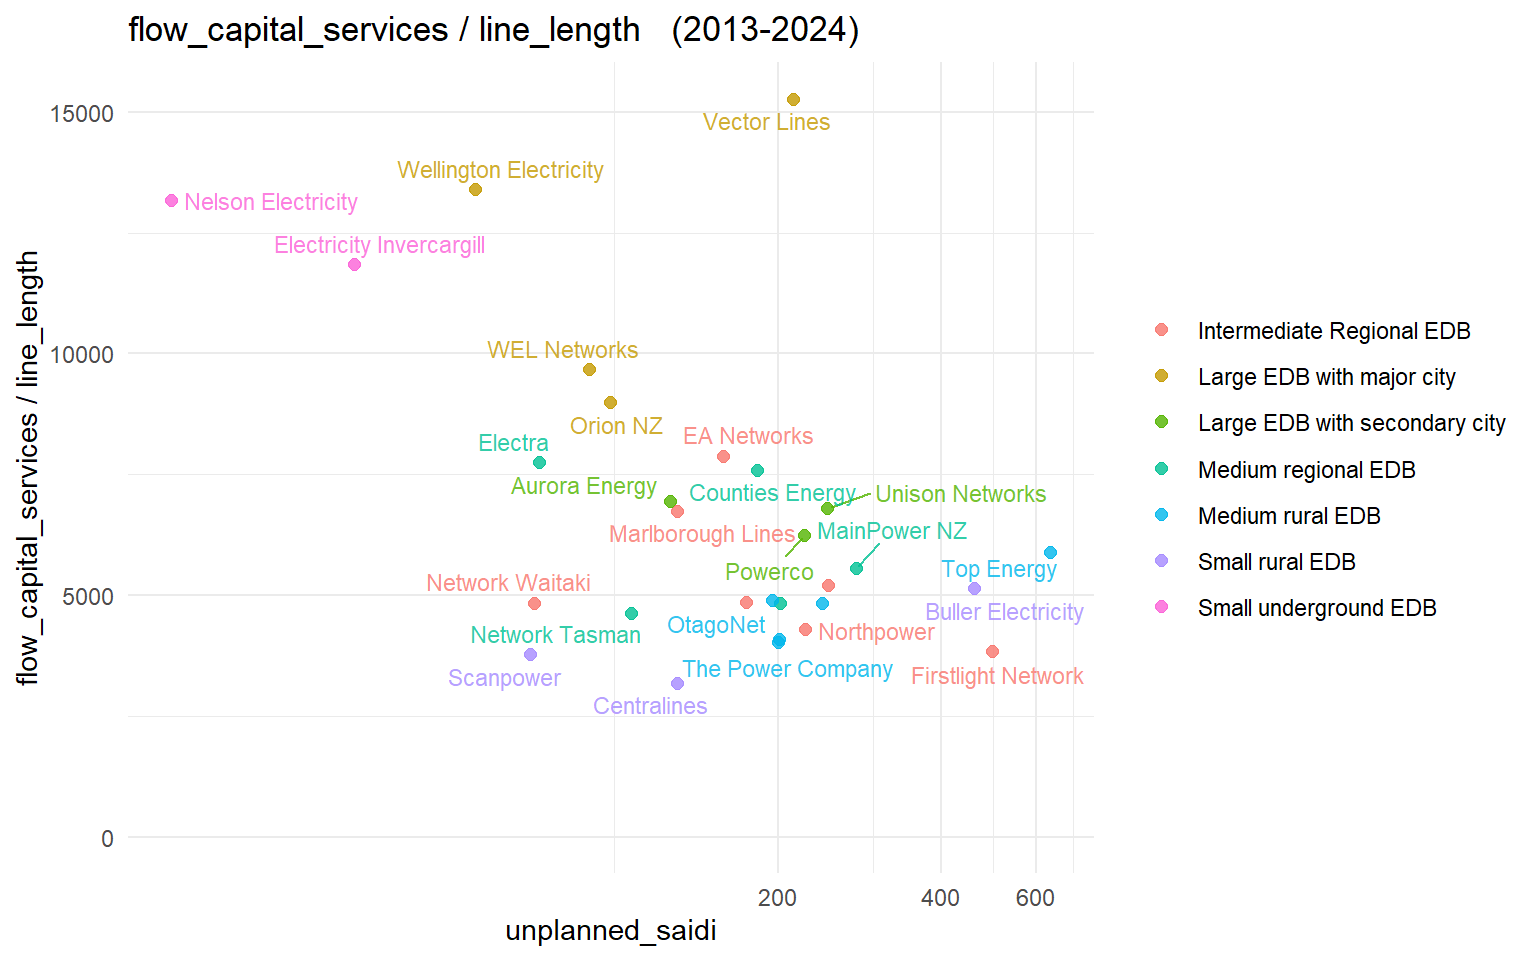 flow_capital_services / line_length   (2013-2024)
flow_capital_services / line_length
15000
10000
5000
0
Vector Lines
Wellington Electricity
Nelson Electricity
Electricity Invercargill
WEL Networks
Orion NZ
EA Networks
Electra
Aurora Energy
Counties Energy
Unison Networks
Marlborough Lines
MainPower NZ
Powerco
Top Energy
Network Waitaki
Buller Electricity
OtagoNet
Northpower
Network Tasman
The Power Company
Firstlight Network
Scanpower
Centralines
200
400
600
unplanned_saidi
Intermediate Regional EDB
Large EDB with major city
Large EDB with secondary city
Medium regional EDB
Medium rural EDB
Small rural EDB
Small underground EDB